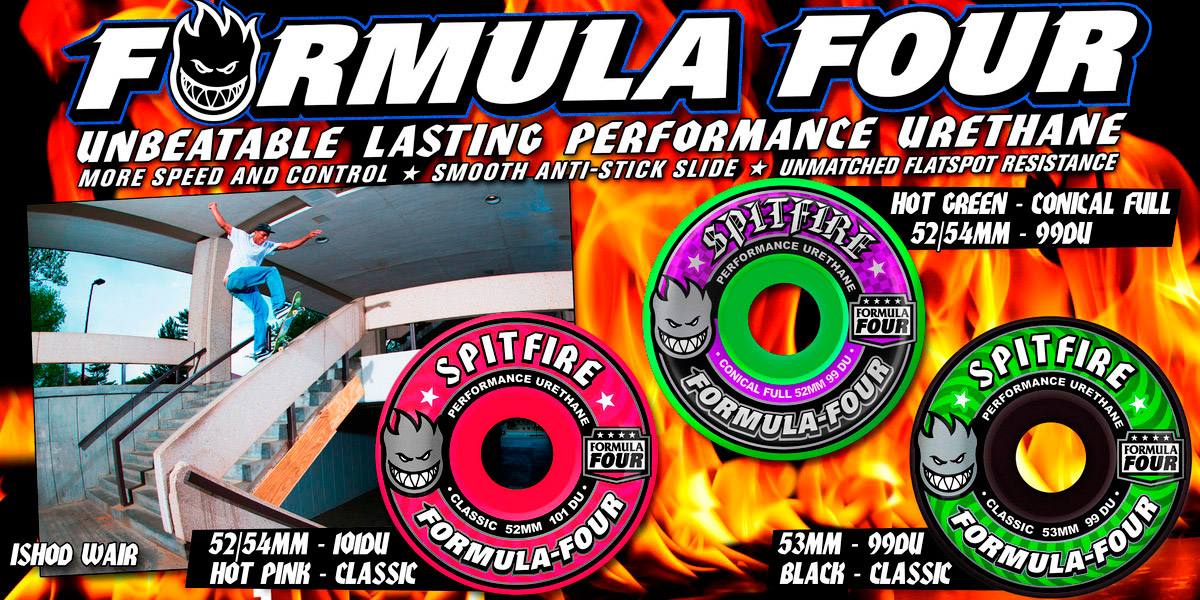 FORMULA FOUR
UNBEATABLE LASTING PERFORMANCE URETHANE
MORE SPEED AND CONTROL ★ SMOOTH ANTI-STICK SLIDE ★ UNMATCHED FLATSPOT RESISTANCE
HOT GREEN - CONICAL FULL
52|54MM - 99DU
SPITFIRE
PERFORMANCE URETHANE
FORMULA
FOUR
• CONICAL FULL 52MM 99 DU •
FORMULA-FOUR
SPITFIRE
PERFORMANCE URETHANE
FORMULA
FOUR
• CLASSIC 52MM 101 DU •
FORMULA-FOUR
SPITFIRE
PERFORMANCE URETHANE
FORMULA
FOUR
• CLASSIC 53MM 99 DU •
FORMULA-FOUR
ISHOD WAIR
52|54MM - 101DU
HOT PINK - CLASSIC
53MM - 99DU
BLACK - CLASSIC